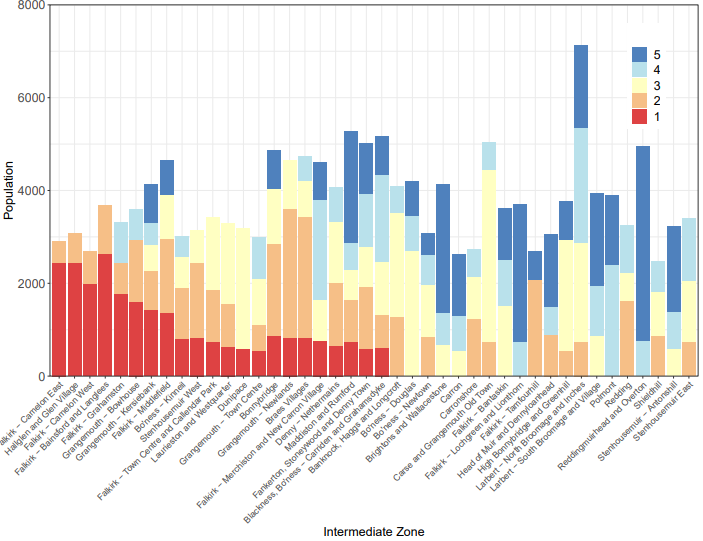 8000
6000
4000
2000
0
Population
5
4
3
2
1
Falkirk – Camelon East
Hallglen and Glen Village
Falkirk – Camelon West
Falkirk – Bainsford and Langlees
Falkirk – Grahamston
Grangemouth – Bowhouse
Grangemouth – Kersiebank
Falkirk – Middlefield
Bo'ness – Kinneil
Stenhousemuir West
Falkirk – Town Centre and Callendar Park
Laurieston and Westquarter
Dunipace
Grangemouth – Town Centre
Bonnybridge
Grangemouth – Newlands
Braes Villages
Falkirk – Merchiston and New Carron Village
Denny – Nethermains
Maddiston and Rumford
Fankerton, Stoneywood and Denny Town
Blackness, Bo'ness – Carriden and Grahamsdyke
Banknock, Haggs and Longcroft
Bo'ness – Douglas
Bo'ness – Newtown
Brightons and Wallacestone
Carron
Carronshore
Carse and Grangemouth Old Town
Falkirk – Bantaskin
Falkirk – Lochgreen and Lionthorn
Falkirk – Tamfourhill
Head of Muir and Dennyloanhead
High Bonnybridge and Greenhill
Larbert – North Broomage and Inches
Larbert – South Broomage and Village
Polmont
Redding
Reddingmuirhead and Overton
Shieldhill
Stenhousemuir – Antonshill
Stenhousemuir East
Intermediate Zone